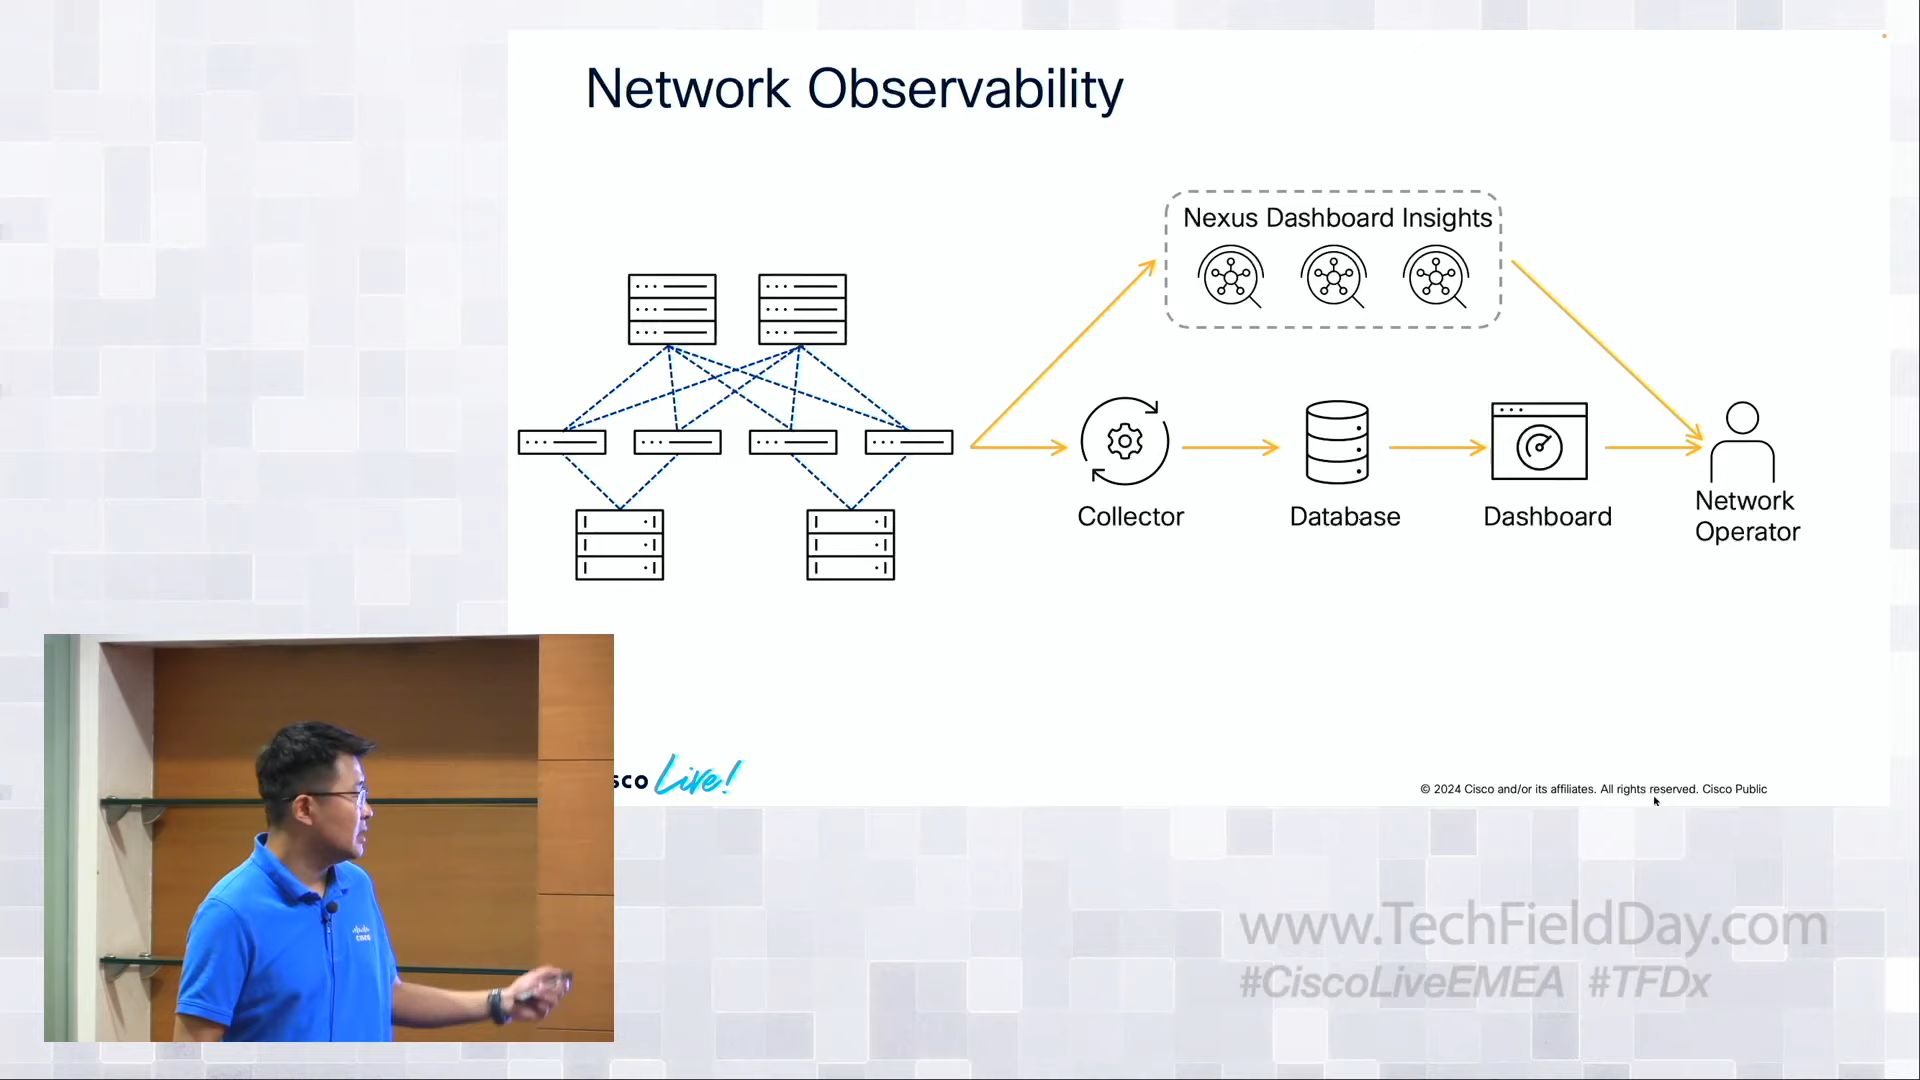 Network Observability
Nexus Dashboard Insights
Collector
Database
Dashboard
Network
Operator
sco Live!
© 2024 Cisco and/or its affiliates. All rights reserved. Cisco Public
cisco
www.TechFieldDay.com
#CiscoLiveEMEA #TFDx